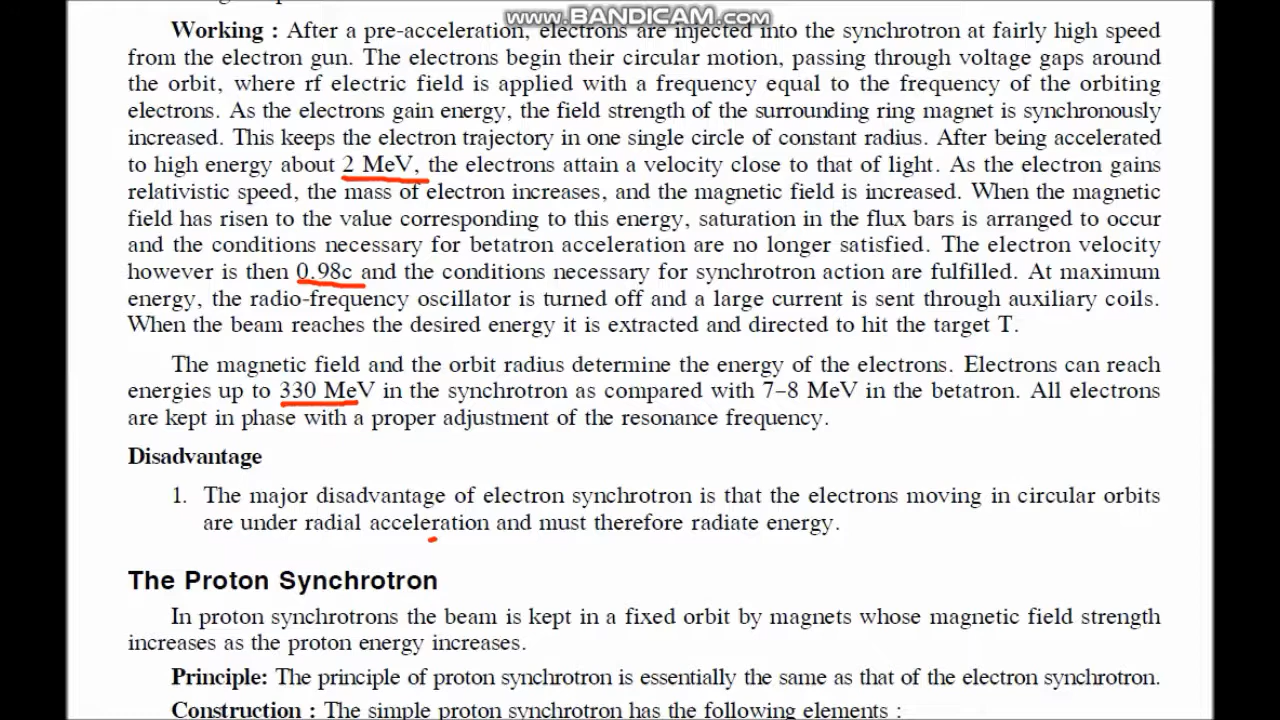 www.BANDICAM.com
Working : After a pre-acceleration, electrons are injected into the synchrotron at fairly high speed
from the electron gun. The electrons begin their circular motion, passing through voltage gaps around
the orbit, where rf electric field is applied with a frequency equal to the frequency of the orbiting
electrons. As the electrons gain energy, the field strength of the surrounding ring magnet is synchronously
increased. This keeps the electron trajectory in one single circle of constant radius. After being accelerated
to high energy about 2 MeV, the electrons attain a velocity close to that of light. As the electron gains
relativistic speed, the mass of electron increases, and the magnetic field is increased. When the magnetic
field has risen to the value corresponding to this energy, saturation in the flux bars is arranged to occur
and the conditions necessary for betatron acceleration are no longer satisfied. The electron velocity
however is then 0.98c and the conditions necessary for synchrotron action are fulfilled. At maximum
energy, the radio-frequency oscillator is turned off and a large current is sent through auxiliary coils.
When the beam reaches the desired energy it is extracted and directed to hit the target T.
The magnetic field and the orbit radius determine the energy of the electrons. Electrons can reach
energies up to 330 MeV in the synchrotron as compared with 7–8 MeV in the betatron. All electrons
are kept in phase with a proper adjustment of the resonance frequency.
Disadvantage
1. The major disadvantage of electron synchrotron is that the electrons moving in circular orbits
are under radial acceleration and must therefore radiate energy.
The Proton Synchrotron
In proton synchrotrons the beam is kept in a fixed orbit by magnets whose magnetic field strength
increases as the proton energy increases.
Principle: The principle of proton synchrotron is essentially the same as that of the electron synchrotron.
Construction : The simple proton synchrotron has the following elements :